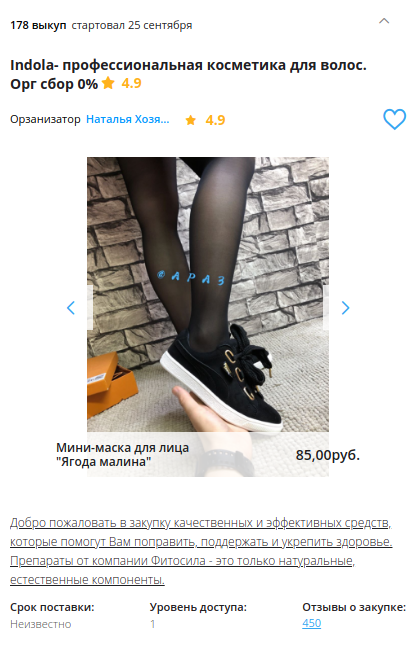 178 выкуп стартовал 25 сентября
Indola- профессиональная косметика для волос.
Орг сбор 0% 4.9
Орзанизатор Наталья Хозя... 4.9
© А Р А З
Мини-маска для лица
"Ягода малина"
85,00руб.
Добро пожаловать в закупку качественных и эффективных средств,
которые помогут Вам поправить, поддержать и укрепить здоровье.
Препараты от компании Фитосила - это только натуральные,
естественные компоненты.
Срок поставки: Уровень доступа: Отзывы о закупке:
Неизвестно 1 450